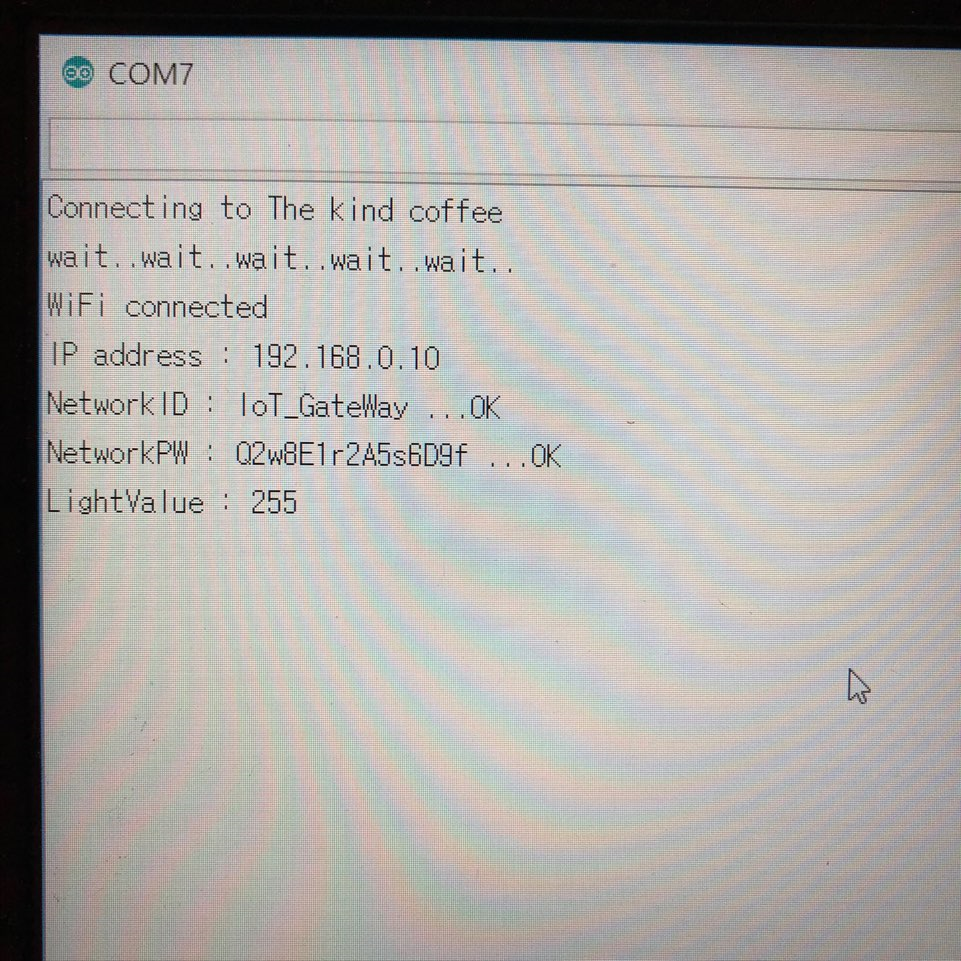 COM7
Connecting to The kind coffee
wait..wait..wait..wait..wait..
WiFi connected
IP address : 192.168.0.10
NetworkID : IoT_GateWay ...OK
NetworkPW : Q2w8E1r2A5s6D9f ...OK
LightValue : 255